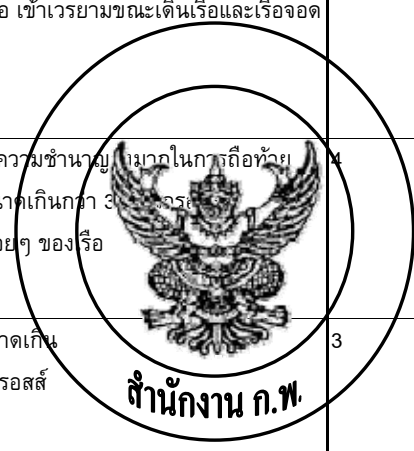 อ เข้าเวรยามขณะเดินเรือและเรือจอด
ความชำนาญ งมากในการถือท้าย 4
นาดเกินกว่า 3
อยๆ ของเรือ
าดเกิน 3
รอสส์
สำนักงาน ก.พ.